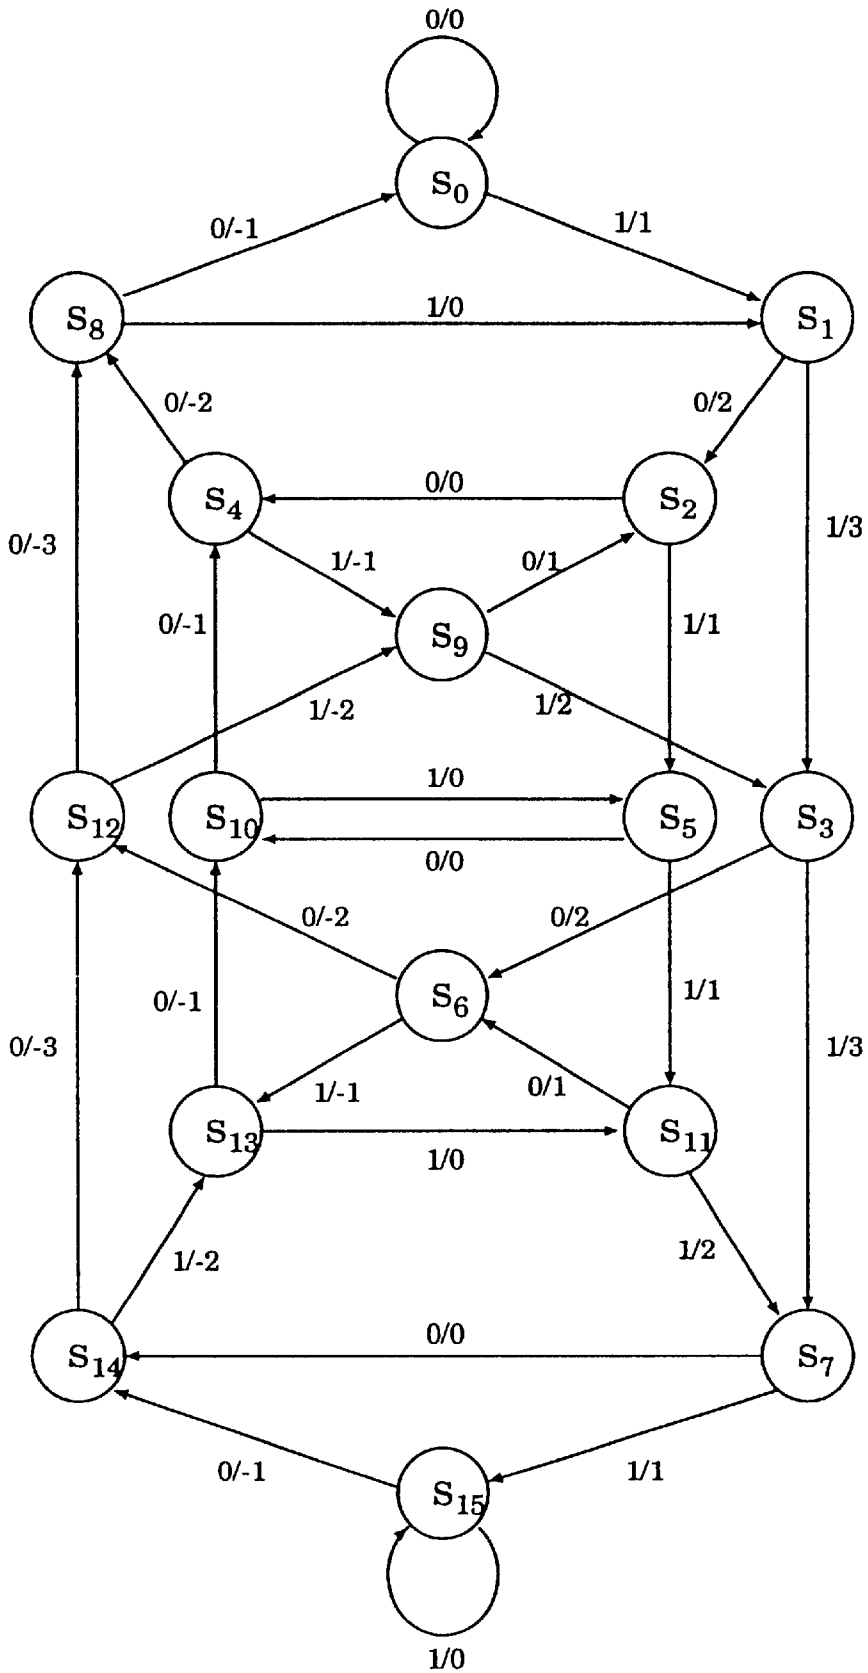 0/0
S0
0/-1 1/1
S8 1/0 S1
0/-2 0/2
S4 0/0 S2
0/-3 1/-1 0/1 1/3
0/-1 S9 1/1
1/-2 1/2
S12 S10 1/0 S5 S3
0/0
0/-2 0/2
0/-1 S6 1/1
0/-3 1/-1 0/1 1/3
S13 S11
1/0
1/-2 1/2
S14 0/0 S7
0/-1 1/1
S15
1/0